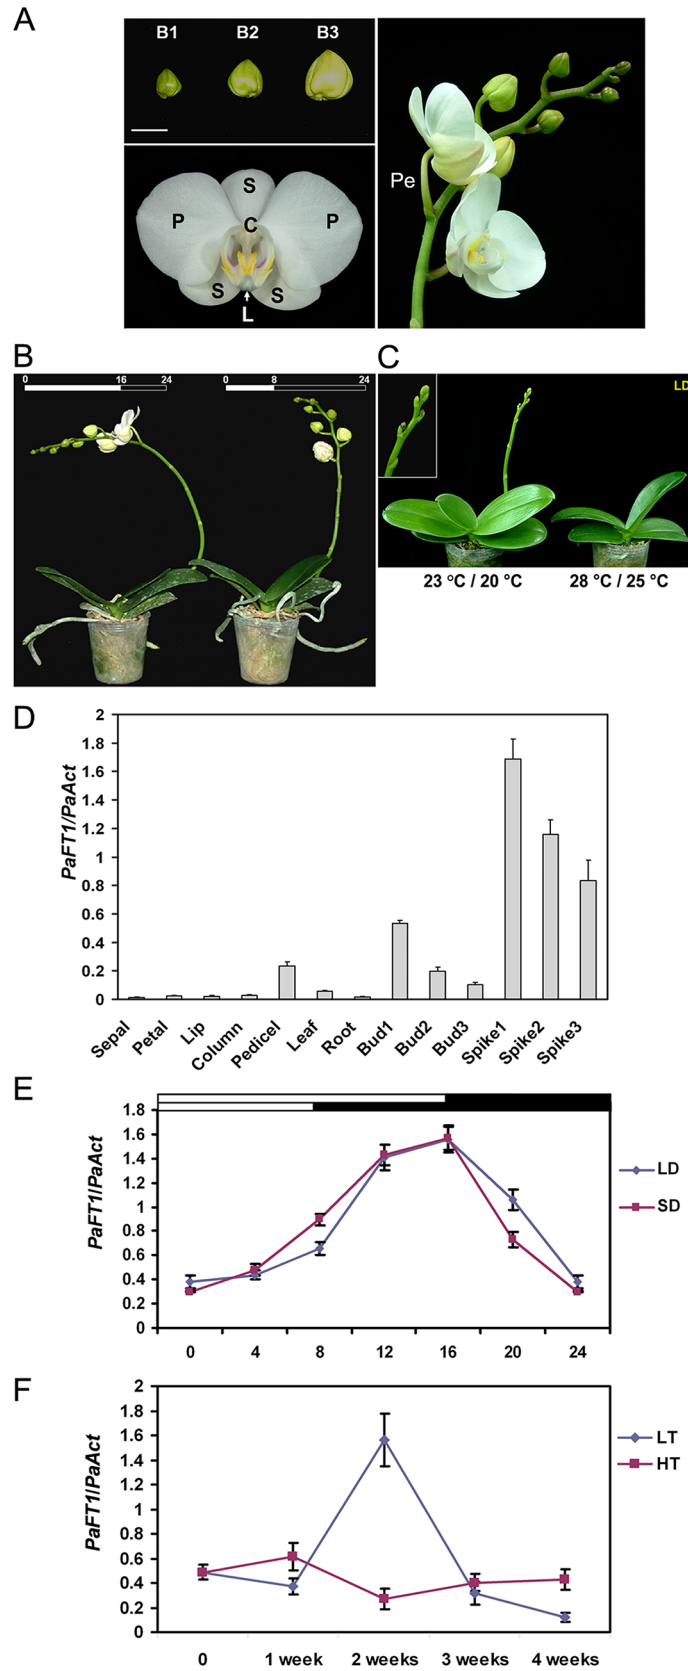 A
B1 B2 B3
S
P C P
S S
L
Pe
B
0 16 24 0 8 24
C
LD
23 °C / 20 °C 28 °C / 25 °C
D
PaFT1/PaAct
2
1.8
1.6
1.4
1.2
1
0.8
0.6
0.4
0.2
0
Sepal Petal Lip Column Pedicel Leaf Root Bud1 Bud2 Bud3 Spike1 Spike2 Spike3
E
PaFT1/PaAct
1.8
1.6
1.4
1.2
1
0.8
0.6
0.4
0.2
0
0 4 8 12 16 20 24
LD
SD
F
PaFT1/PaAct
2
1.8
1.6
1.4
1.2
1
0.8
0.6
0.4
0.2
0
0 1 week 2 weeks 3 weeks 4 weeks
LT
HT